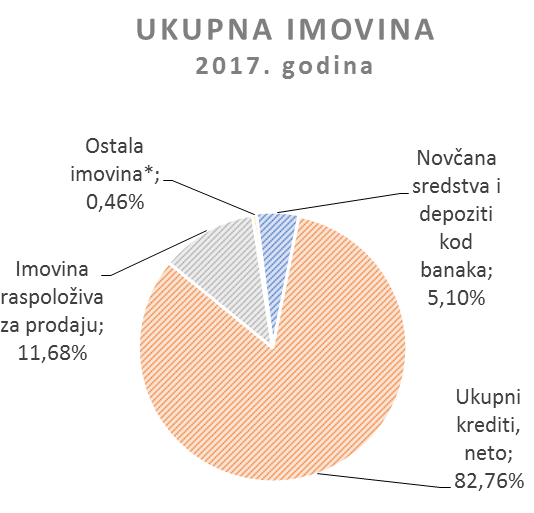 UKUPNA IMOVINA
2017. godina
Ostala
imovina*;
0,46%
Novčana
sredstva i
depoziti
kod
banaka;
5,10%
Imovina
raspoloživa
za prodaju;
11,68%
Ukupni
krediti,
neto;
82,76%